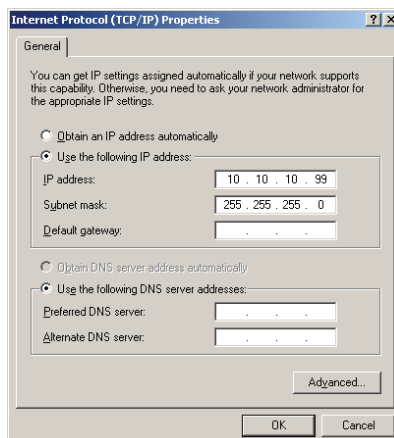 Internet Protocol (TCP/IP) Properties
? X
General
You can get IP settings assigned automatically if your network supports
this capability. Otherwise, you need to ask your network administrator for
the appropriate IP settings.
Obtain an IP address automatically
Use the following IP address:
IP address: 10 . 10 . 10 . 99
Subnet mask: 255 . 255 . 255 . 0
Default gateway: . . .
Obtain DNS server address automatically
Use the following DNS server addresses:
Preferred DNS server: . . .
Alternate DNS server: . . .
Advanced...
OK Cancel